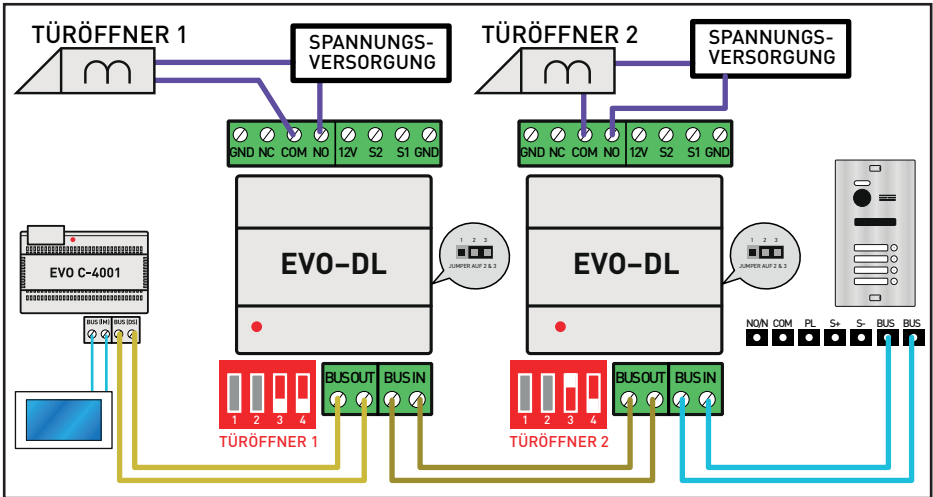 TÜRÖFFNER 1
SPANNUNGS-
VERSORGUNG
TÜRÖFFNER 2
SPANNUNGS-
VERSORGUNG
GND NC COM NO 12V S2 S1 GND
GND NC COM NO 12V S2 S1 GND
EVO C-4001
BUS (IM) BUS (DS)
EVO-DL
1 2 3
JUMPER AUF 2 & 3
EVO-DL
1 2 3
JUMPER AUF 2 & 3
NO/N COM PL S+ S- BUS BUS
1 2 3 4
TÜRÖFFNER 1
BUS OUT BUS IN
1 2 3 4
TÜRÖFFNER 2
BUS OUT BUS IN